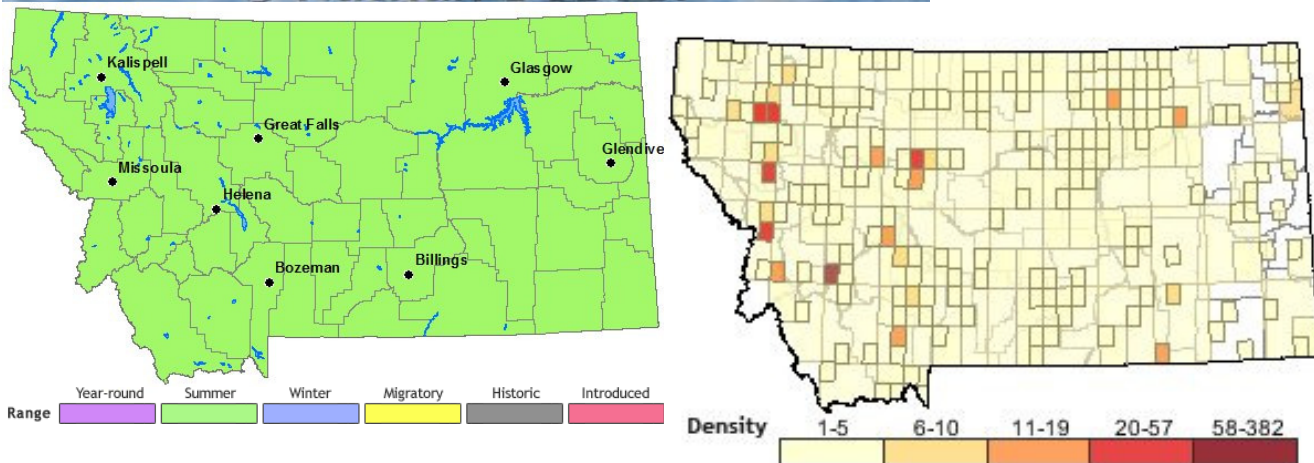 Kalispell
Glasgow
Great Falls
Glendive
Missoula
Helena
Bozeman
Billings
Year-round Summer Winter Migratory Historic Introduced
Range
Density 1-5 6-10 11-19 20-57 58-382